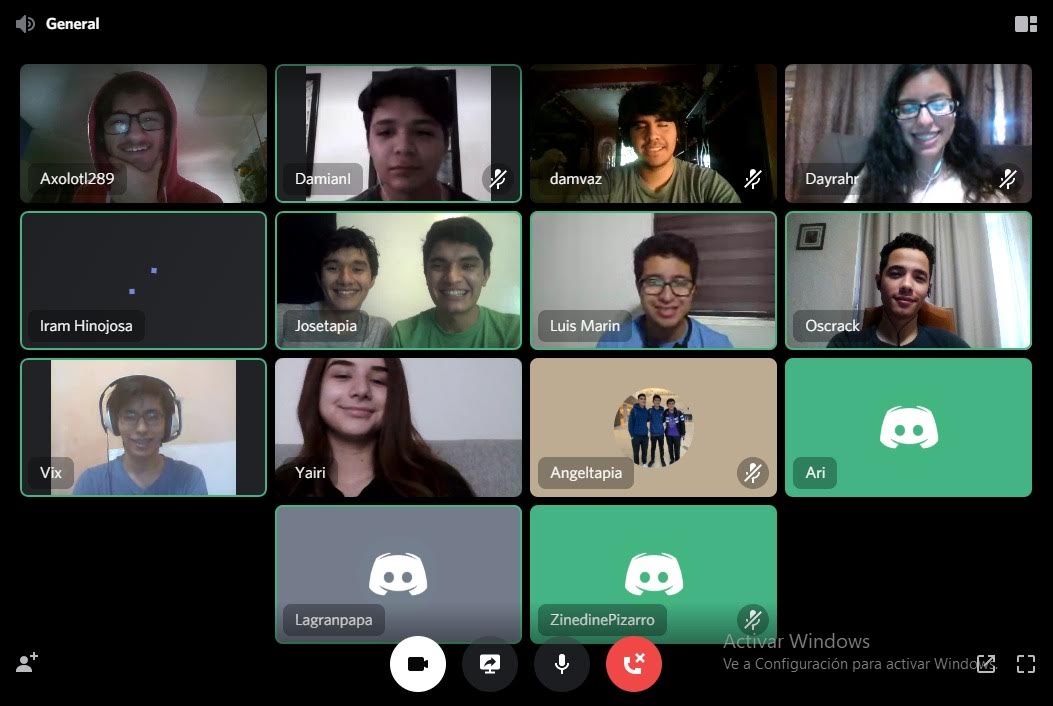 General
Axolotl289
Damianl
damvaz
Dayrahr
Iram Hinojosa
Josetapia
Luis Marin
Oscrack
Vix
Yairi
Angeltapia
Ari
Lagranpapa
ZinedinePizarro
Activar Windows
Ve a Configuración para activar Windows.